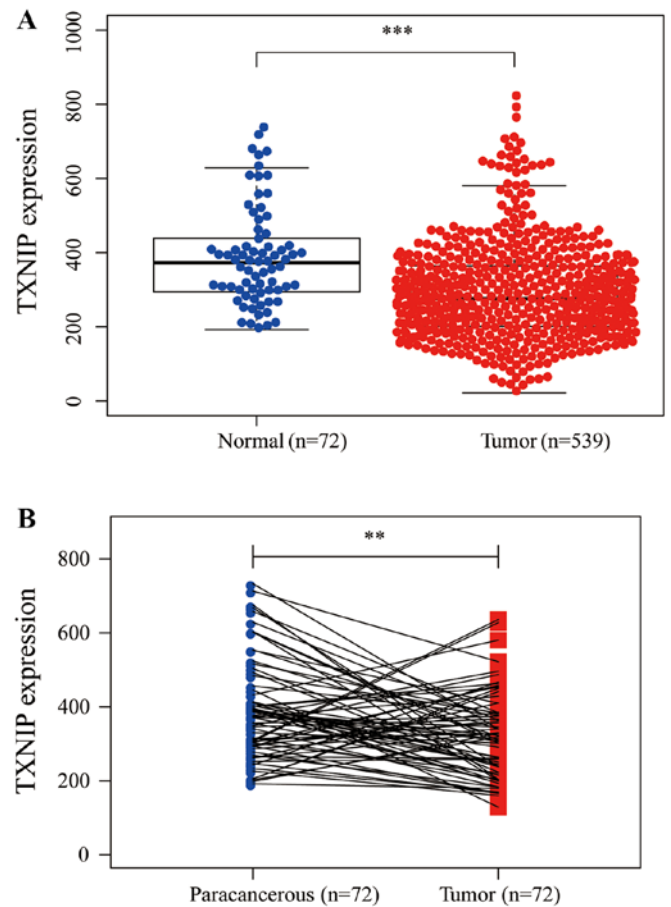 A
***
1000
800
600
400
200
0
TXNIP expression
Normal (n=72) Tumor (n=539)
B
**
800
600
400
200
0
TXNIP expression
Paracancerous (n=72) Tumor (n=72)